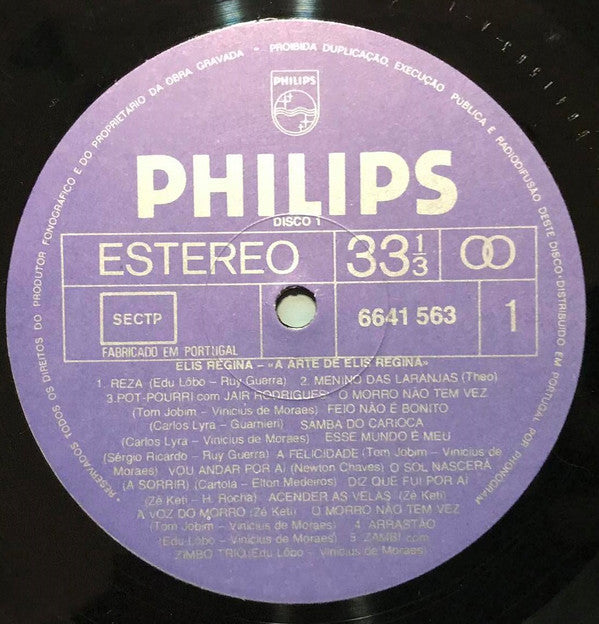 • RESERVADOS TODOS OS DIREITOS DO PRODUTOR FONOGRÁFICO E DO PROPRIETÁRIO DA OBRA GRAVADA • PROIBIDA DUPLICAÇÃO, EXECUÇÃO PÚBLICA E RADIODIFUSÃO DESTE DISCO • DISTRIBUIDO EM PORTUGAL POR PHONOGRAM
PHILIPS
PHILIPS
DISCO 1
ESTEREO 33 1/3
SECTP 6641 563 1
FABRICADO EM PORTUGAL
ELIS REGINA – «A ARTE DE ELIS REGINA»
1. REZA (Edu Lôbo – Ruy Guerra) 2. MENINO DAS LARANJAS (Theo)
3.POT-POURRI com JAIR RODRIGUES: O MORRO NÃO TEM VEZ
(Tom Jobim – Vinicius de Moraes) FEIO NÃO É BONITO
(Carlos Lyra – Guarnieri) SAMBA DO CARIOCA
(Carlos Lyra – Vinicius de Moraes) ESSE MUNDO É MEU
(Sérgio Ricardo – Ruy Guerra) A FELICIDADE (Tom Jobim – Vinicius de
Moraes) VOU ANDAR POR AÍ (Newton Chaves) O SOL NASCERÁ
(A SORRIR) (Cartola – Elton Medeiros) DIZ QUE FUI POR AÍ
(Zé Keti – H. Rocha) ACENDER AS VELAS (Zé Keti)
A VOZ DO MORRO (Zé Keti) O MORRO NÃO TEM VEZ
(Tom Jobim – Vinicius de Moraes) 4. ARRASTÃO
(Edu Lôbo – Vinicius de Moraes) 5. ZAMBI com
ZIMBO TRIO(Edu Lôbo – Vinicius de Moraes)